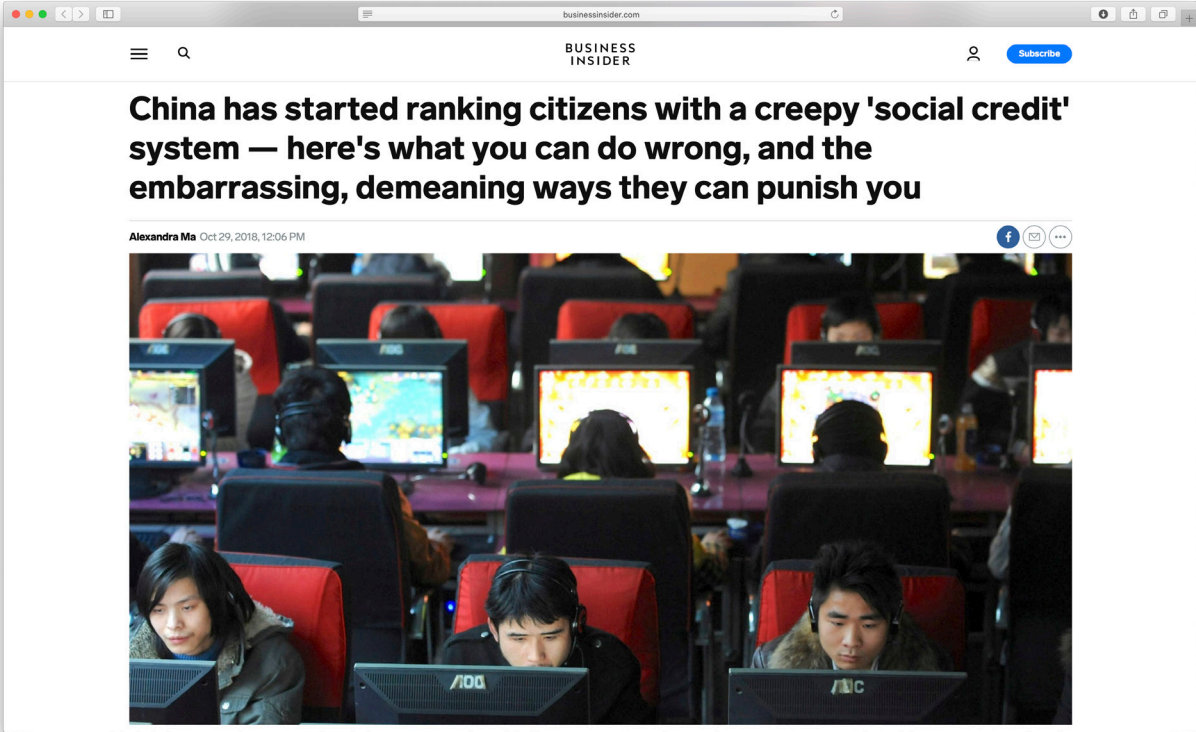 businessinsider.com
BUSINESS
INSIDER
Subscribe
China has started ranking citizens with a creepy 'social credit'
system — here's what you can do wrong, and the
embarrassing, demeaning ways they can punish you
Alexandra Ma Oct 29, 2018, 12:06 PM
AOC
AOC
AOC
AOC
AOC
AOC